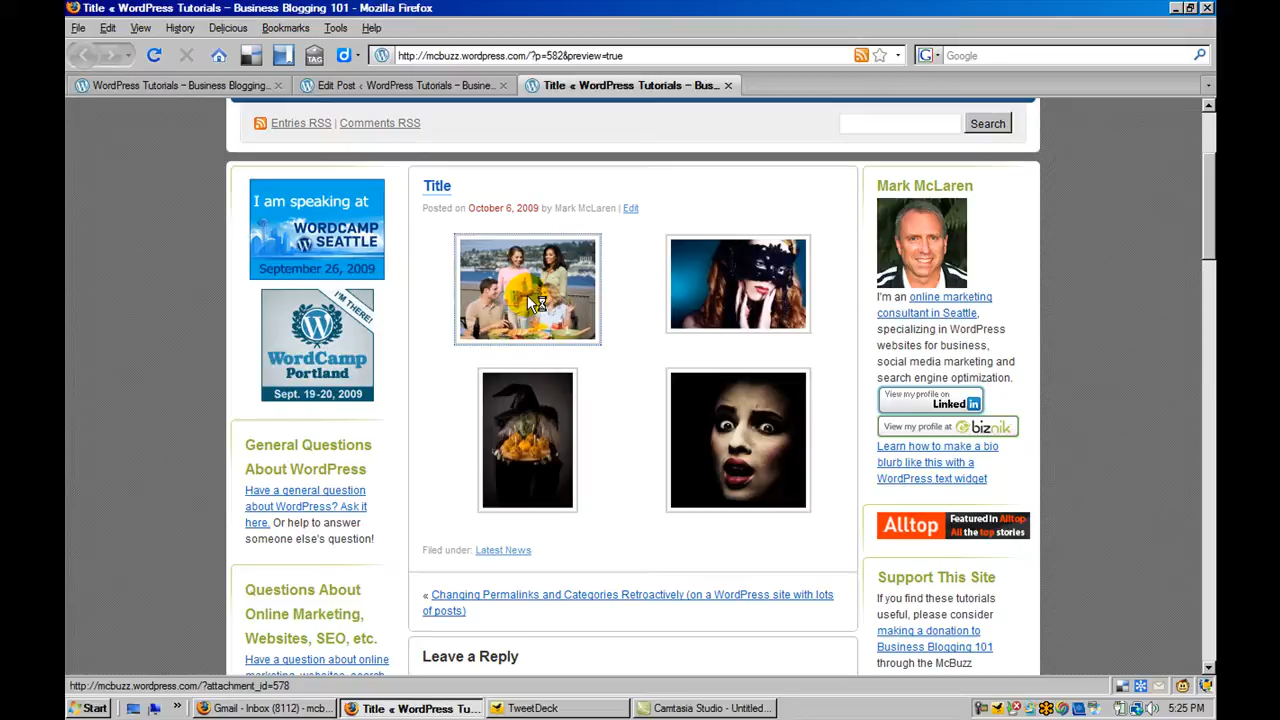 Title « WordPress Tutorials – Business Blogging 101 - Mozilla Firefox
File Edit View History Delicious Bookmarks Tools Help
TAG http://mcbuzz.wordpress.com/?p=582&preview=true Google
WordPress Tutorials – Business Blogging... Edit Post ‹ WordPress Tutorials – Busine... Title « WordPress Tutorials – Bus...
Entries RSS | Comments RSS
Search
I am speaking at
WORDCAMP
SEATTLE
September 26, 2009
I'M THERE!
WordCamp
Portland
Sept. 19-20, 2009
General Questions
About WordPress
Have a general question
about WordPress? Ask it
here. Or help to answer
someone else's question!
Questions About
Online Marketing,
Websites, SEO, etc.
Have a question about online
Title
Posted on October 6, 2009 by Mark McLaren | Edit
Filed under: Latest News
« Changing Permalinks and Categories Retroactively (on a WordPress site with lots
of posts)
Leave a Reply
Mark McLaren
I'm an online marketing
consultant in Seattle,
specializing in WordPress
websites for business,
social media marketing and
search engine optimization.
View my profile on
Linked in
View my profile at biznik
Learn how to make a bio
blurb like this with a
WordPress text widget
Alltop Featured in Alltop
All the top stories
Support This Site
If you find these tutorials
useful, please consider
making a donation to
Business Blogging 101
through the McBuzz
http://mcbuzz.wordpress.com/?attachment_id=578
Start Gmail - Inbox (8112) - mcb... Title « WordPress Tu... TweetDeck Camtasia Studio - Untitled... 5:25 PM